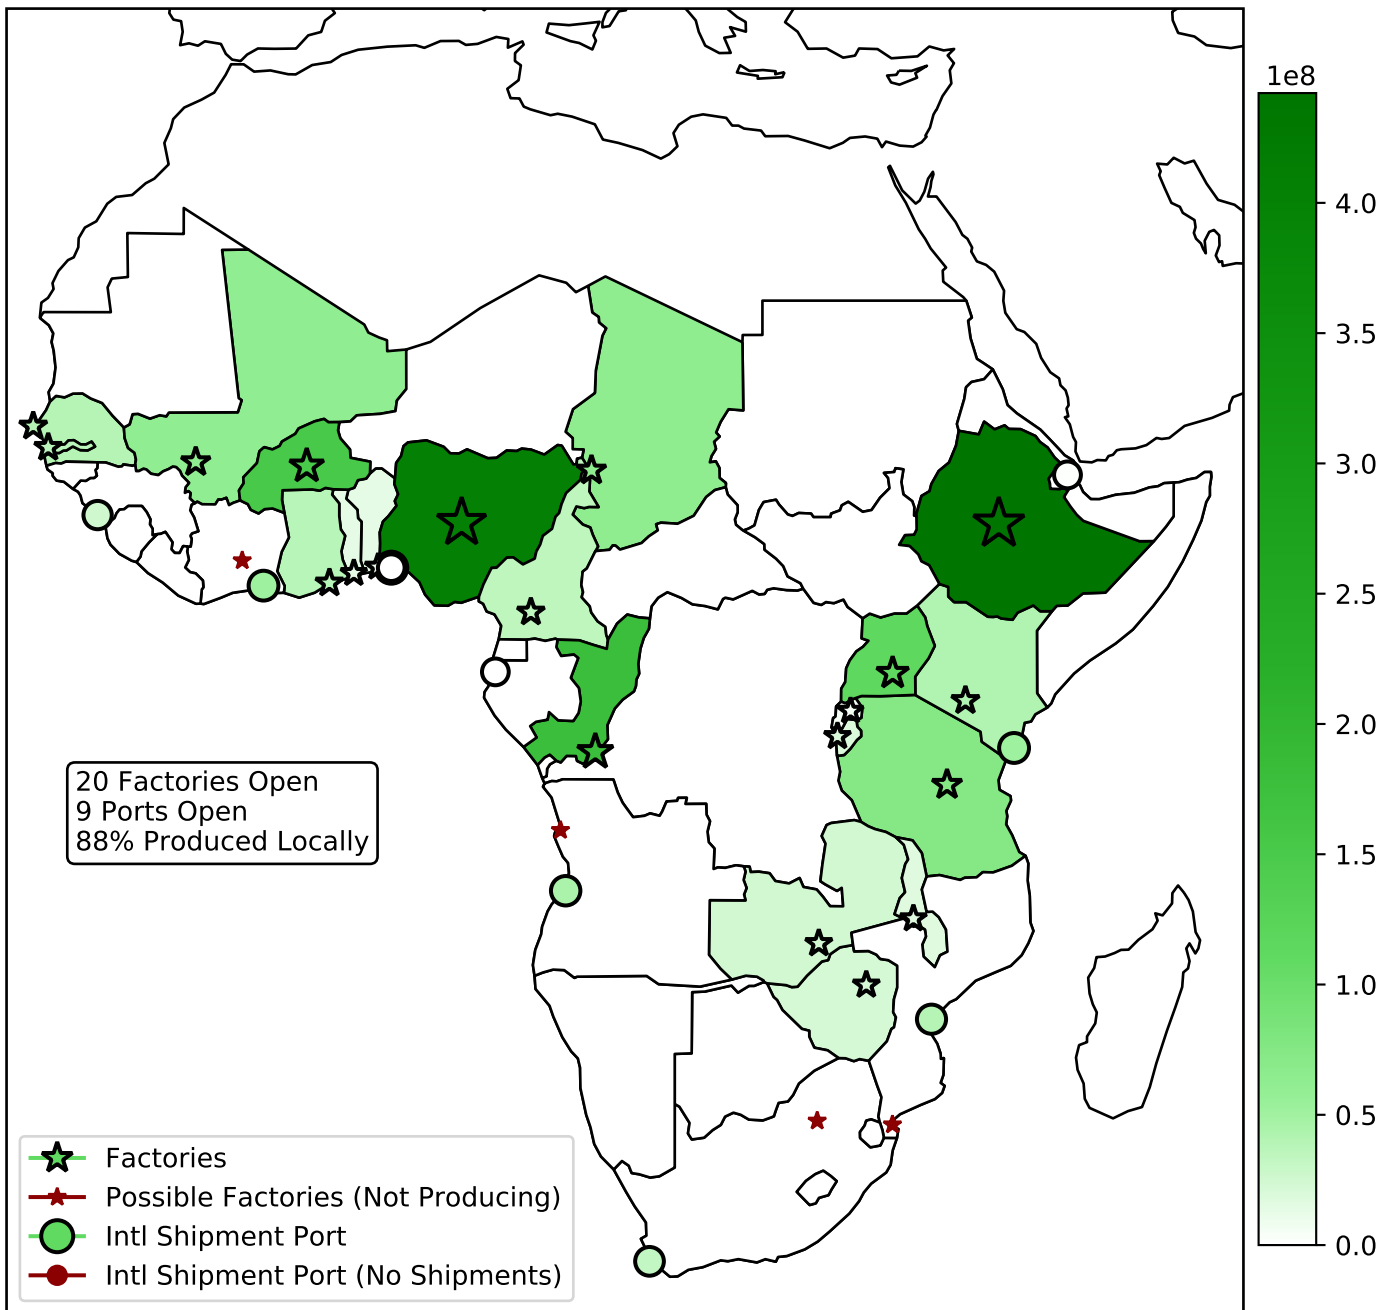 1e8
4.0
3.5
3.0
2.5
2.0
1.5
1.0
0.5
0.0
20 Factories Open
9 Ports Open
88% Produced Locally
Factories
Possible Factories (Not Producing)
Intl Shipment Port
Intl Shipment Port (No Shipments)